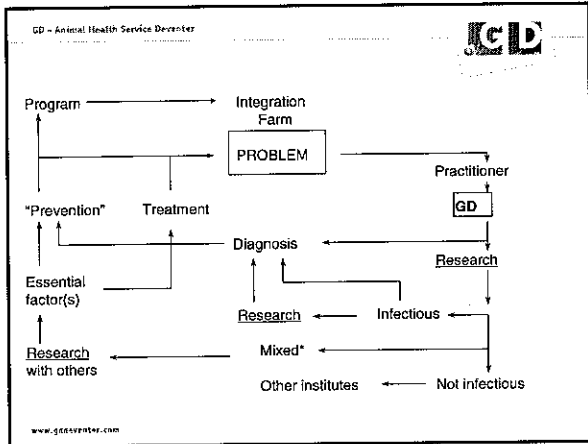 GD – Animal Health Service Deventer
GD
Program
Integration
Farm
PROBLEM
Practitioner
"Prevention"
Treatment
GD
Diagnosis
Research
Essential
factor(s)
Research
Infectious
Research
with others
Mixed*
Other institutes
Not infectious
www.gddeventer.com